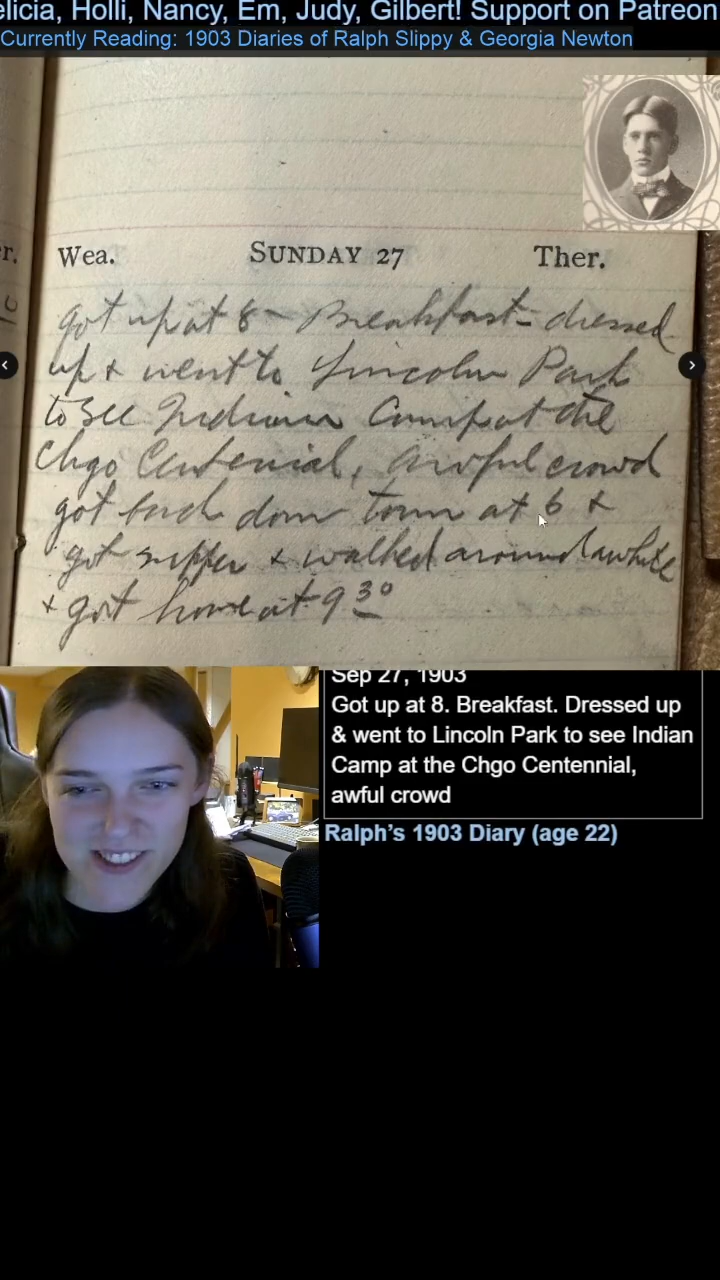 elicia, Holli, Nancy, Em, Judy, Gilbert! Support on Patreon
Currently Reading: 1903 Diaries of Ralph Slippy & Georgia Newton
r. Wea. SUNDAY 27 Ther.
got up at 8 - Breakfast - dressed
up & went to Lincoln Park
to see Indian Camp at the
Chgo Centenial, awful crowd
got back down town at 6 &
got supper & walked around awhile
& got home at 9 30
Sep 27, 1903
Got up at 8. Breakfast. Dressed up
& went to Lincoln Park to see Indian
Camp at the Chgo Centennial,
awful crowd
Ralph's 1903 Diary (age 22)